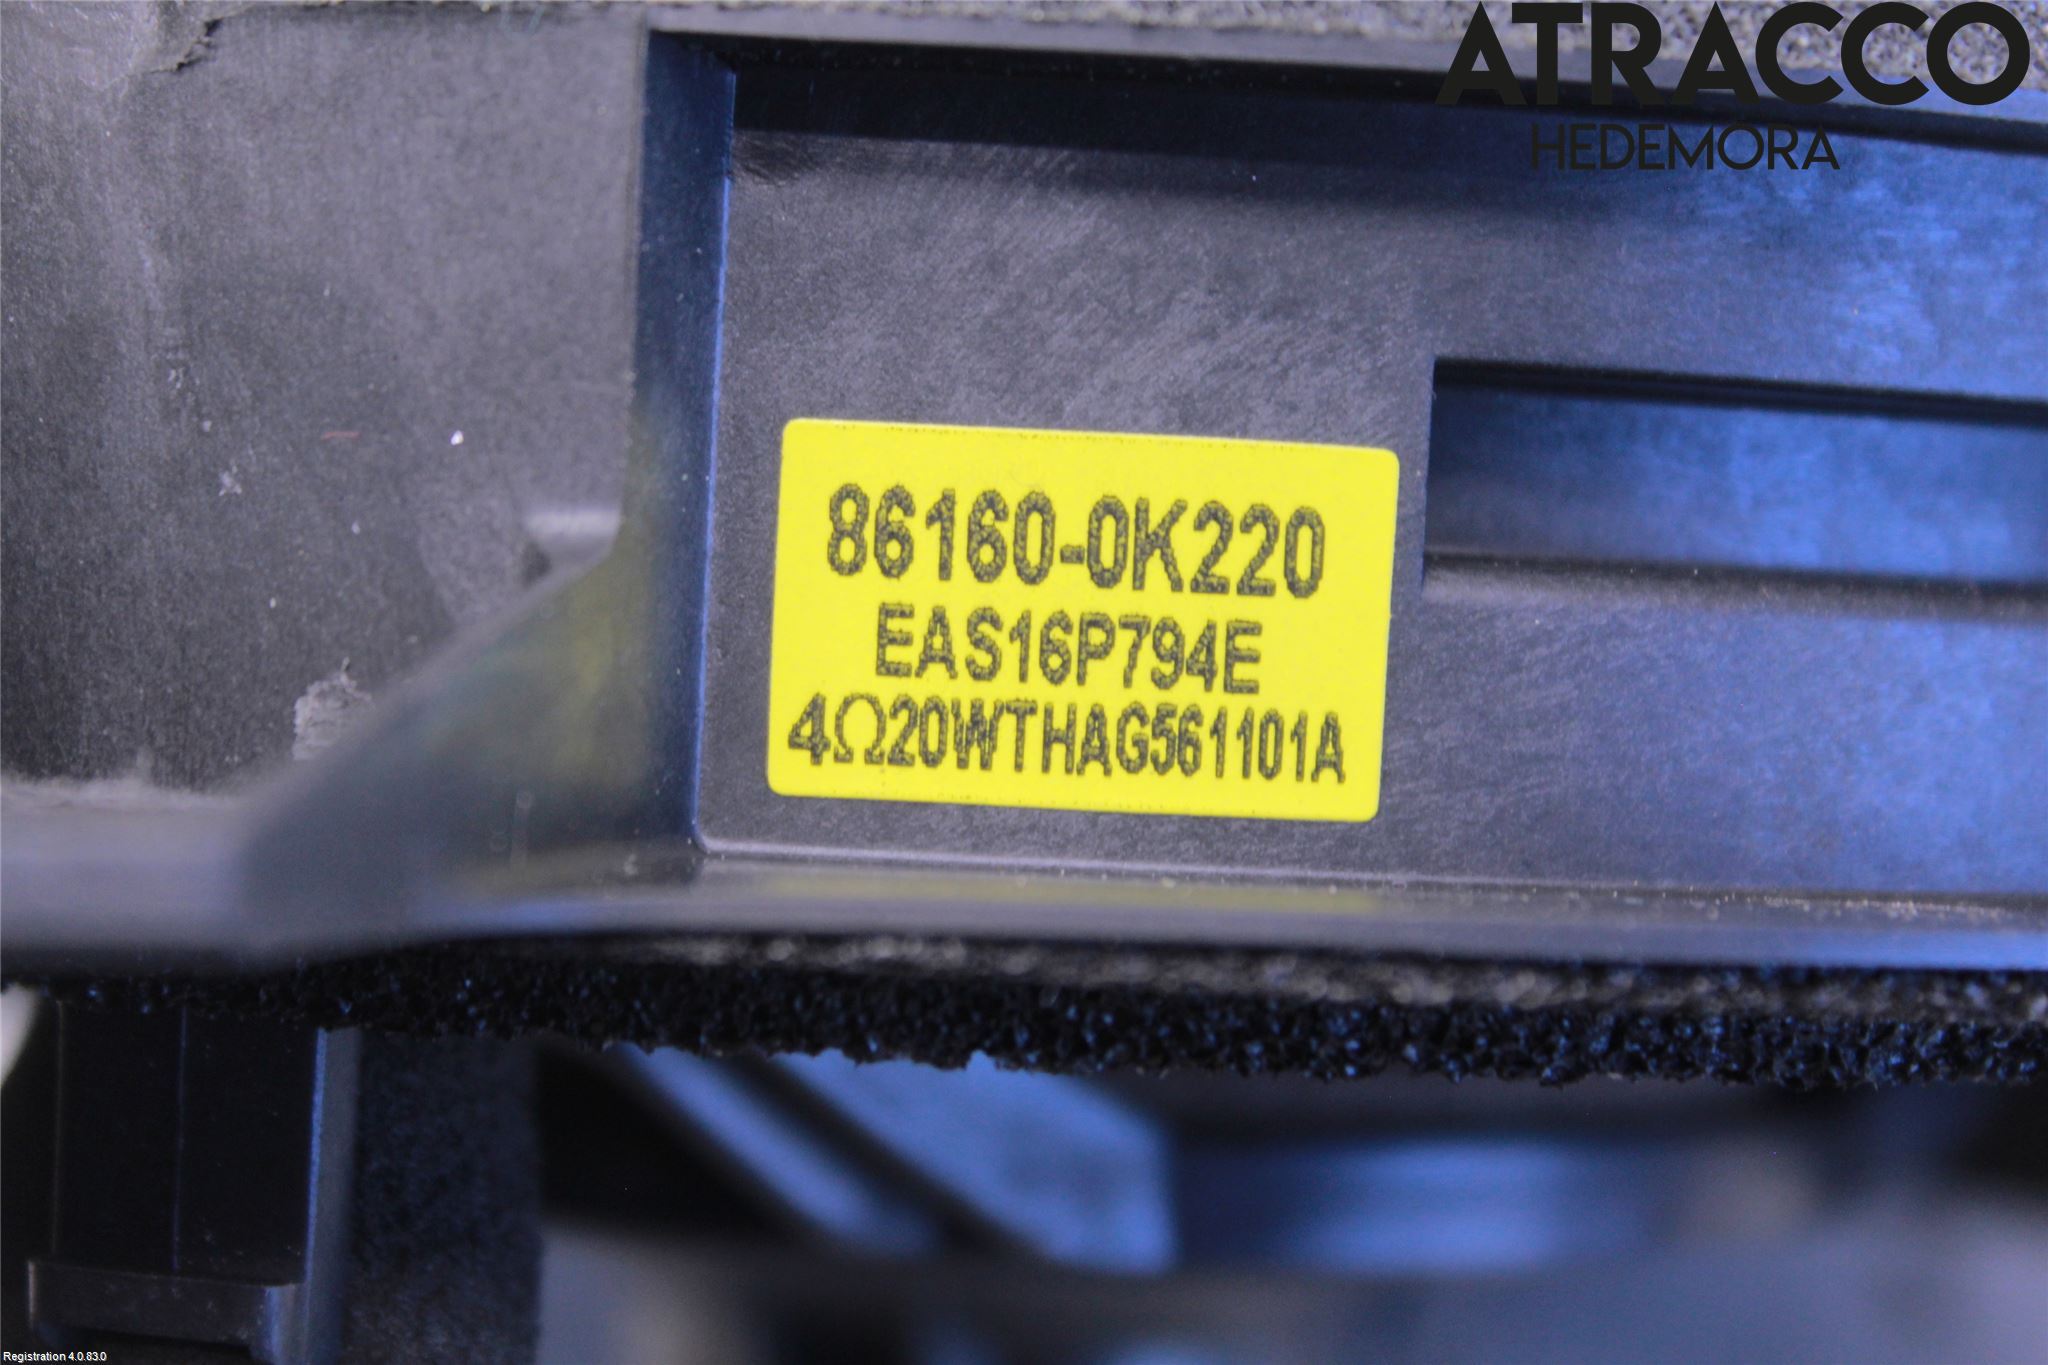 ATRACCO
HEDEMORA
86160-0K220
EAS16P794E
4Ω20WTHAG561101A
Registration 4.0.83.0